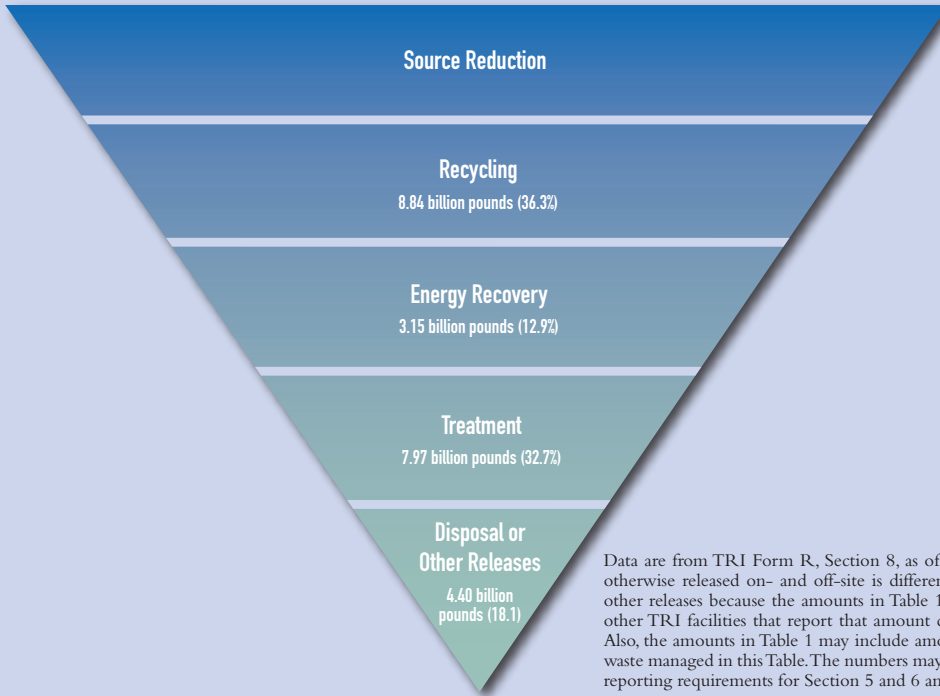 Source Reduction
Recycling
8.84 billion pounds (36.3%)
Energy Recovery
3.15 billion pounds (12.9%)
Treatment
7.97 billion pounds (32.7%)
Disposal or
Other Releases
4.40 billion
pounds (18.1)
Data are from TRI Form R, Section 8, as of
otherwise released on- and off-site is differen
other releases because the amounts in Table 1
other TRI facilities that report that amount
Also, the amounts in Table 1 may include amo
waste managed in this Table. The numbers may
reporting requirements for Section 5 and 6 an